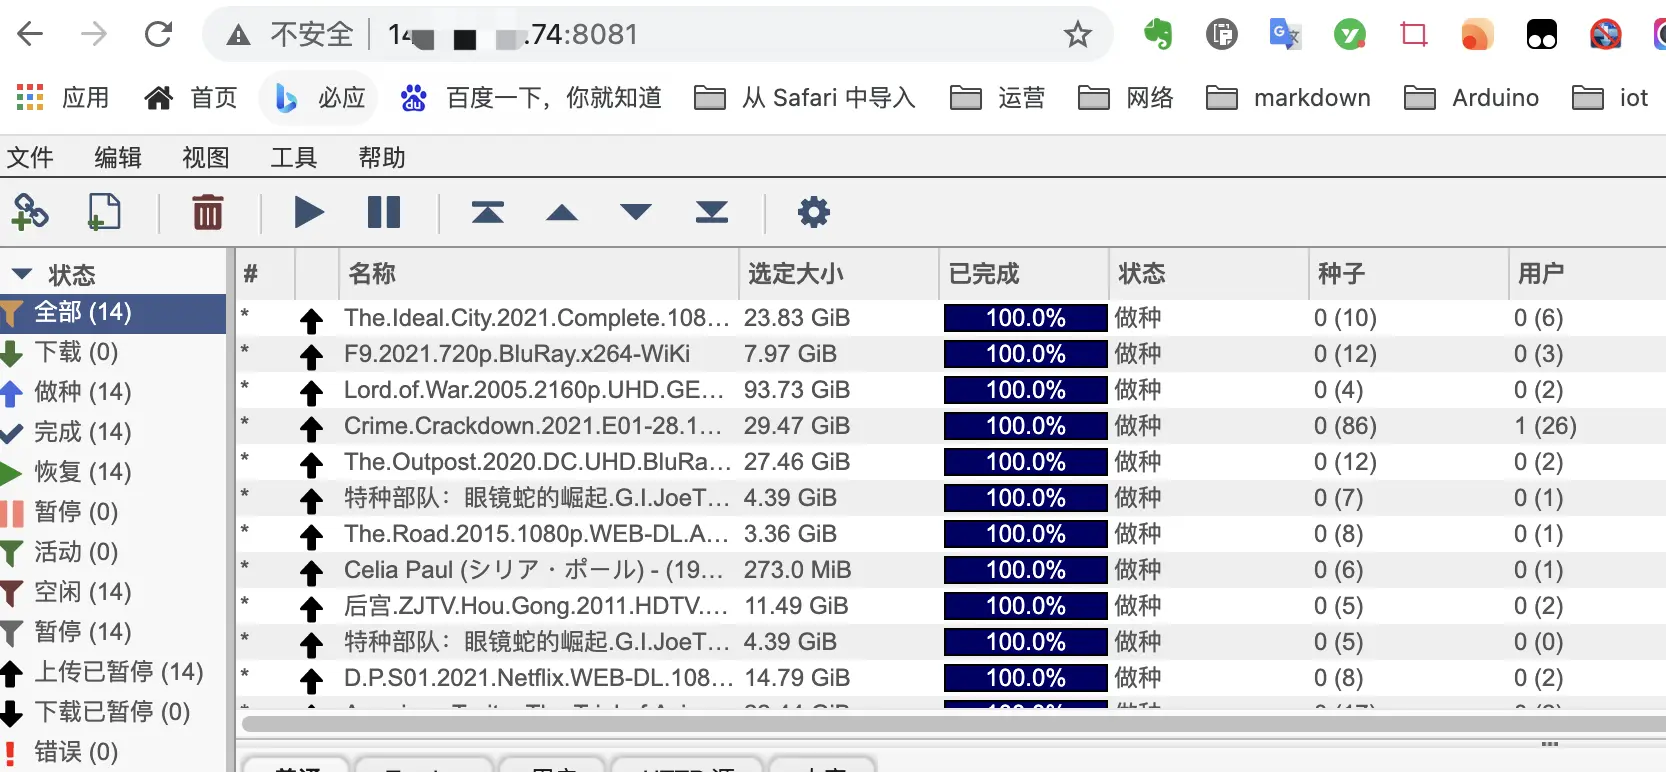 不安全 | 14 .74:8081
应用 首页 必应 百度一下，你就知道 从 Safari 中导入 运营 网络 markdown Arduino iot
文件 编辑 视图 工具 帮助
状态
全部 (14)
下载 (0)
做种 (14)
完成 (14)
恢复 (14)
暂停 (0)
活动 (0)
空闲 (14)
暂停 (14)
上传已暂停 (14)
下载已暂停 (0)
错误 (0)
# 名称 选定大小 已完成 状态 种子 用户
* The.Ideal.City.2021.Complete.108... 23.83 GiB 100.0% 做种 0 (10) 0 (6)
* F9.2021.720p.BluRay.x264-WiKi 7.97 GiB 100.0% 做种 0 (12) 0 (3)
* Lord.of.War.2005.2160p.UHD.GE... 93.73 GiB 100.0% 做种 0 (4) 0 (2)
* Crime.Crackdown.2021.E01-28.1... 29.47 GiB 100.0% 做种 0 (86) 1 (26)
* The.Outpost.2020.DC.UHD.BluRa... 27.46 GiB 100.0% 做种 0 (12) 0 (2)
* 特种部队：眼镜蛇的崛起.G.I.JoeT... 4.39 GiB 100.0% 做种 0 (7) 0 (1)
* The.Road.2015.1080p.WEB-DL.A... 3.36 GiB 100.0% 做种 0 (8) 0 (1)
* Celia Paul (シリア・ポール) - (19... 273.0 MiB 100.0% 做种 0 (6) 0 (1)
* 后宫.ZJTV.Hou.Gong.2011.HDTV.... 11.49 GiB 100.0% 做种 0 (5) 0 (2)
* 特种部队：眼镜蛇的崛起.G.I.JoeT... 4.39 GiB 100.0% 做种 0 (5) 0 (0)
* D.P.S01.2021.Netflix.WEB-DL.108... 14.79 GiB 100.0% 做种 0 (8) 0 (2)